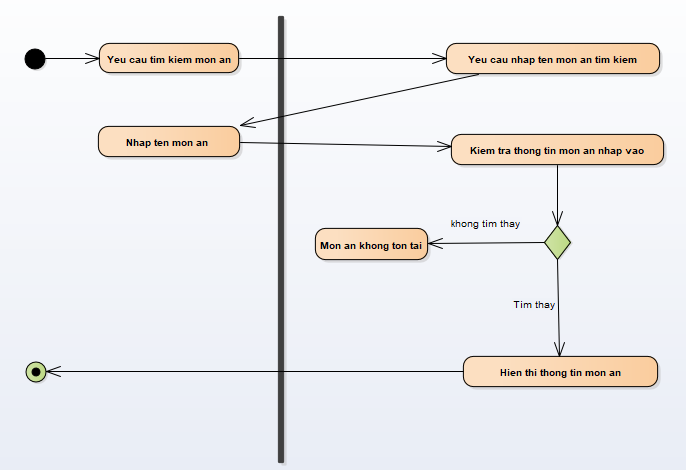 Yeu cau tim kiem mon an
Yeu cau nhap ten mon an tim kiem
Nhap ten mon an
Kiem tra thong tin mon an nhap vao
khong tim thay
Mon an khong ton tai
Tim thay
Hien thi thong tin mon an